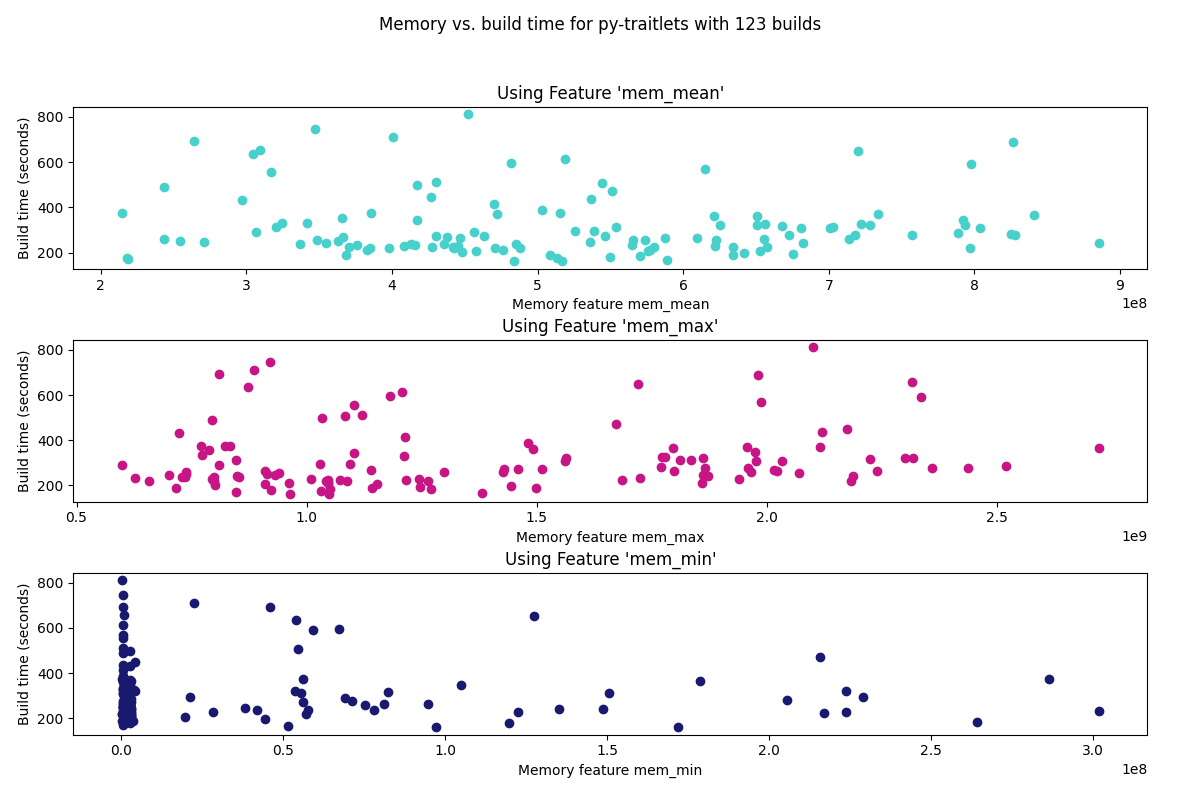 Memory vs. build time for py-traitlets with 123 builds
Using Feature 'mem_mean'
Build time (seconds)
800
600
400
200
2 3 4 5 6 7 8 9
1e8
Memory feature mem_mean
Using Feature 'mem_max'
Build time (seconds)
800
600
400
200
0.5 1.0 1.5 2.0 2.5
1e9
Memory feature mem_max
Using Feature 'mem_min'
Build time (seconds)
800
600
400
200
0.0 0.5 1.0 1.5 2.0 2.5 3.0
1e8
Memory feature mem_min